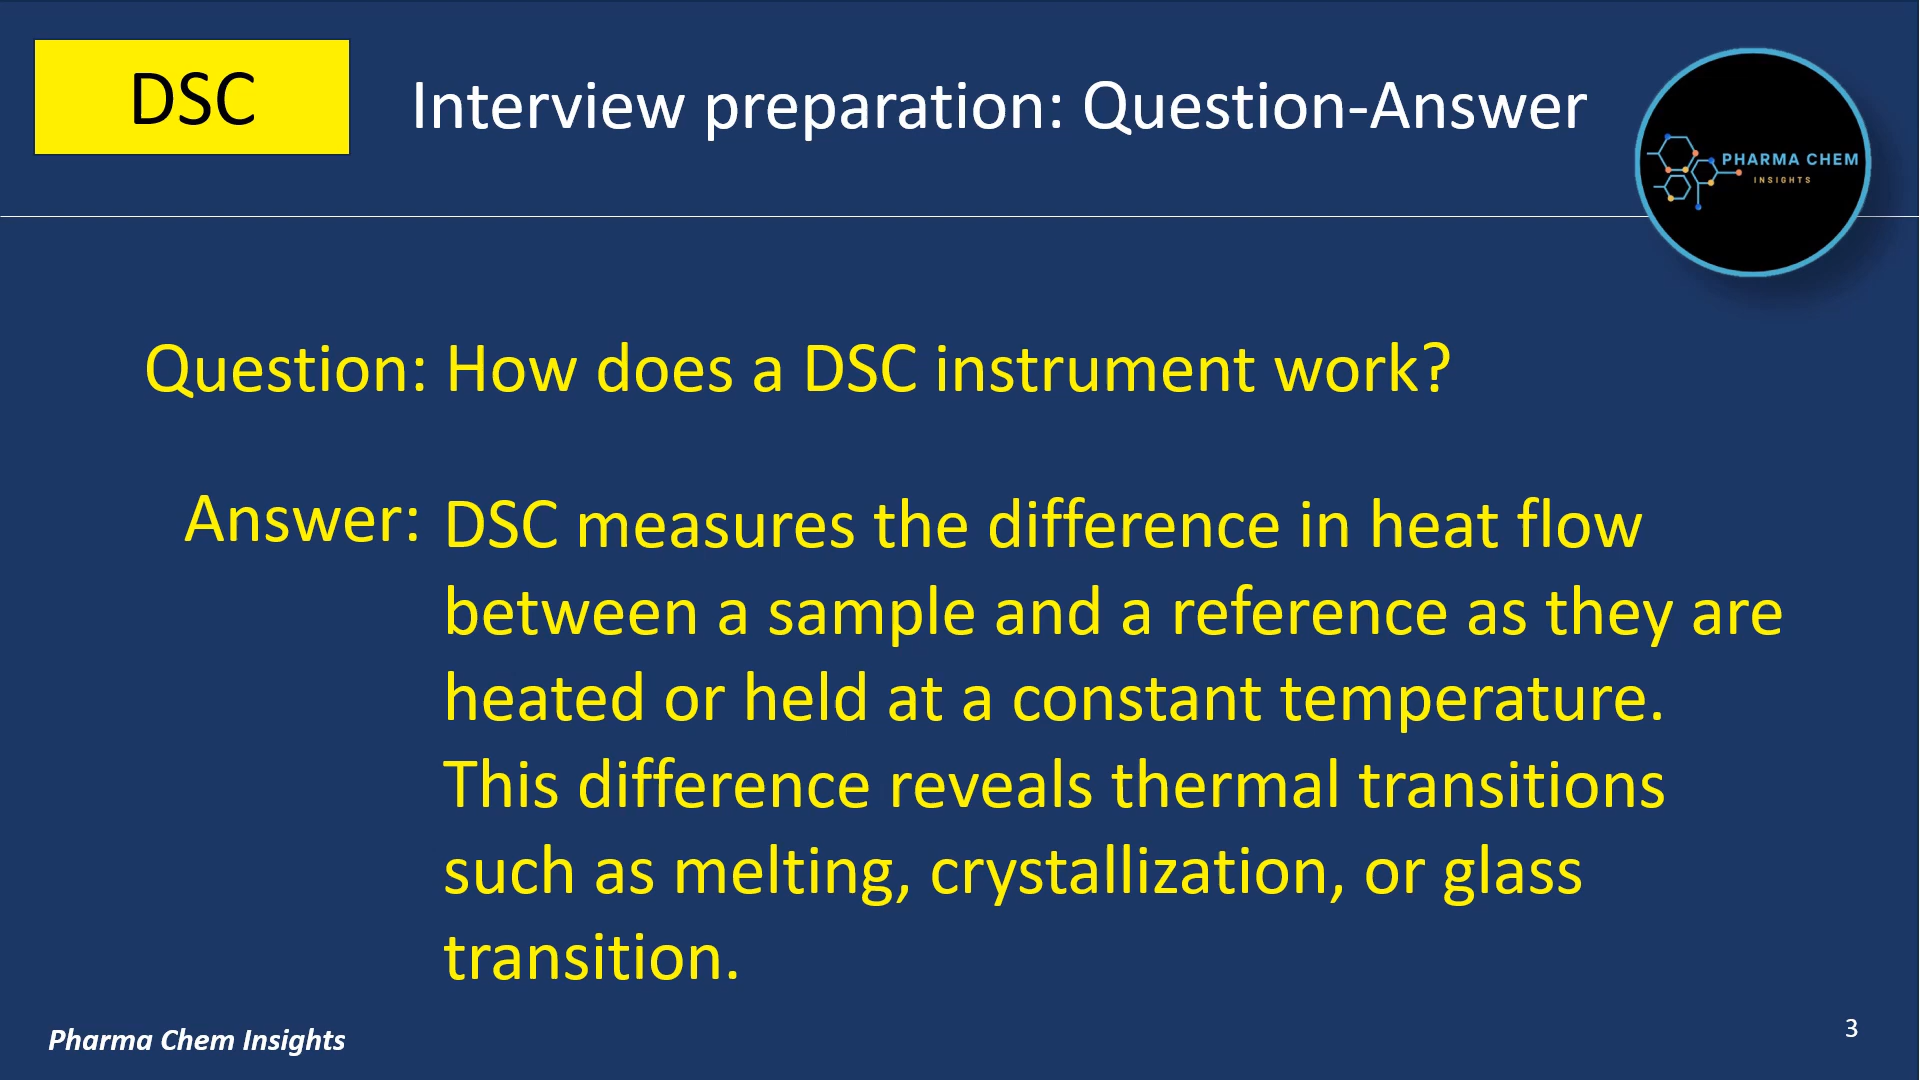 DSC
Interview preparation: Question-Answer
PHARMA CHEM
INSIGHTS
Question: How does a DSC instrument work?
Answer: DSC measures the difference in heat flow
between a sample and a reference as they are
heated or held at a constant temperature.
This difference reveals thermal transitions
such as melting, crystallization, or glass
transition.
Pharma Chem Insights
3